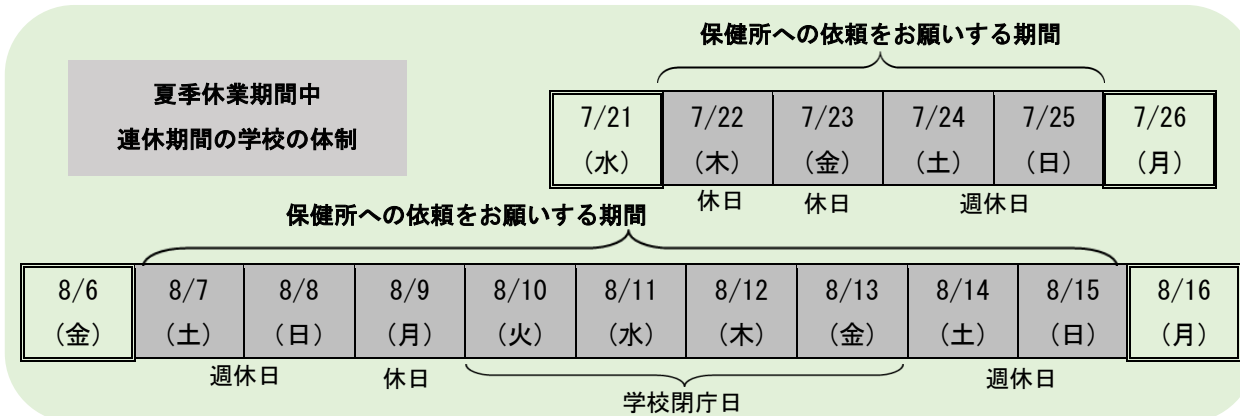 保健所への依頼をお願いする期間
夏季休業期間中
連休期間の学校の体制
7/21 7/22 7/23 7/24 7/25 7/26
(水) (木) (金) (土) (日) (月)
休日 休日 週休日
保健所への依頼をお願いする期間
8/6 8/7 8/8 8/9 8/10 8/11 8/12 8/13 8/14 8/15 8/16
(金) (土) (日) (月) (火) (水) (木) (金) (土) (日) (月)
週休日 休日 週休日
学校閉庁日